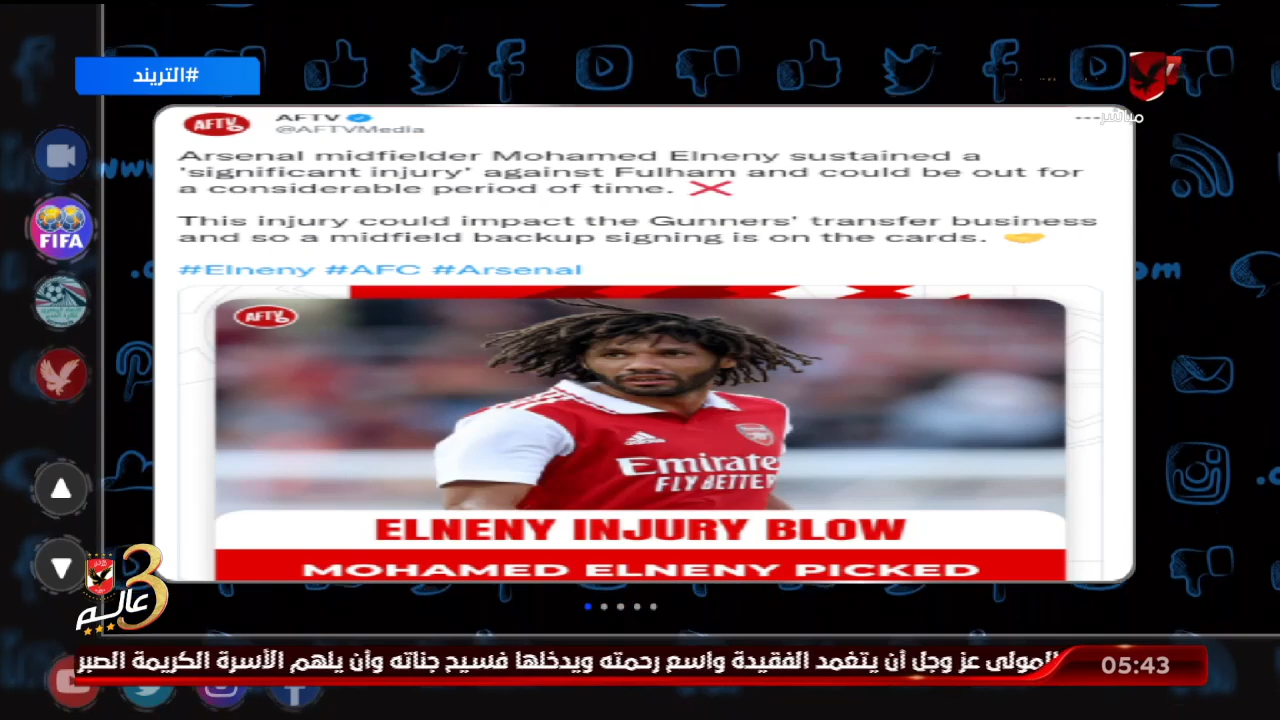 #التريند
مباشر
AFTV
AFTV
@AFTVMedia
Arsenal midfielder Mohamed Elneny sustained a
'significant injury' against Fulham and could be out for
a considerable period of time. ❌
This injury could impact the Gunners' transfer business
and so a midfield backup signing is on the cards. 🤝
#Elneny #AFC #Arsenal
FIFA
AFTV
Emirates
FLY BETTER
ELNENY INJURY BLOW
MOHAMED ELNENY PICKED
3
عالم
المولى عز وجل أن يتغمد الفقيدة واسع رحمته ويدخلها فسيح جناته وأن يلهم الأسرة الكريمة الصبر
05:43